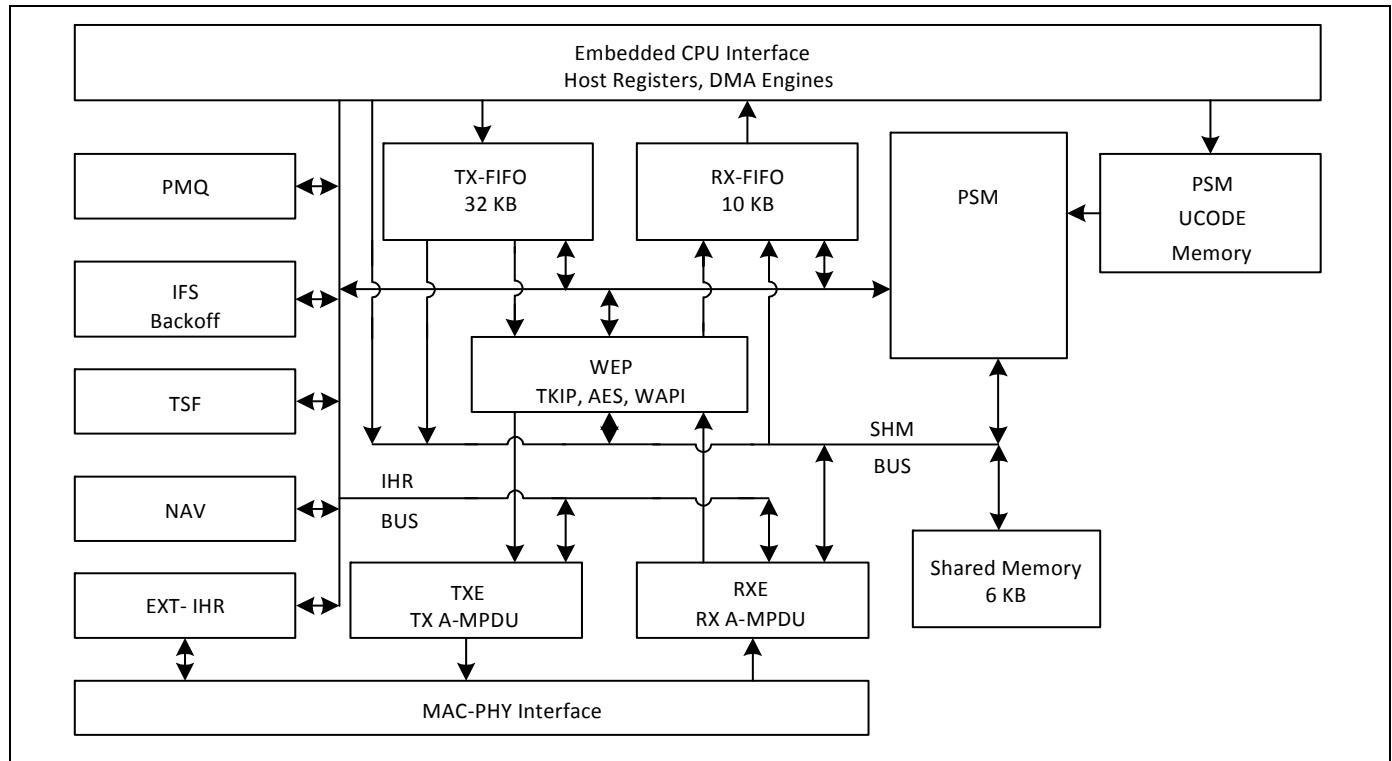 Embedded CPU Interface
Host Registers, DMA Engines
PMQ
TX-FIFO
32 KB
RX-FIFO
10 KB
PSM
PSM
UCODE
Memory
IFS
Backoff
WEP
TKIP, AES, WAPI
TSF
SHM
BUS
IHR
BUS
NAV
Shared Memory
6 KB
EXT- IHR
TXE
TX A-MPDU
RXE
RX A-MPDU
MAC-PHY Interface